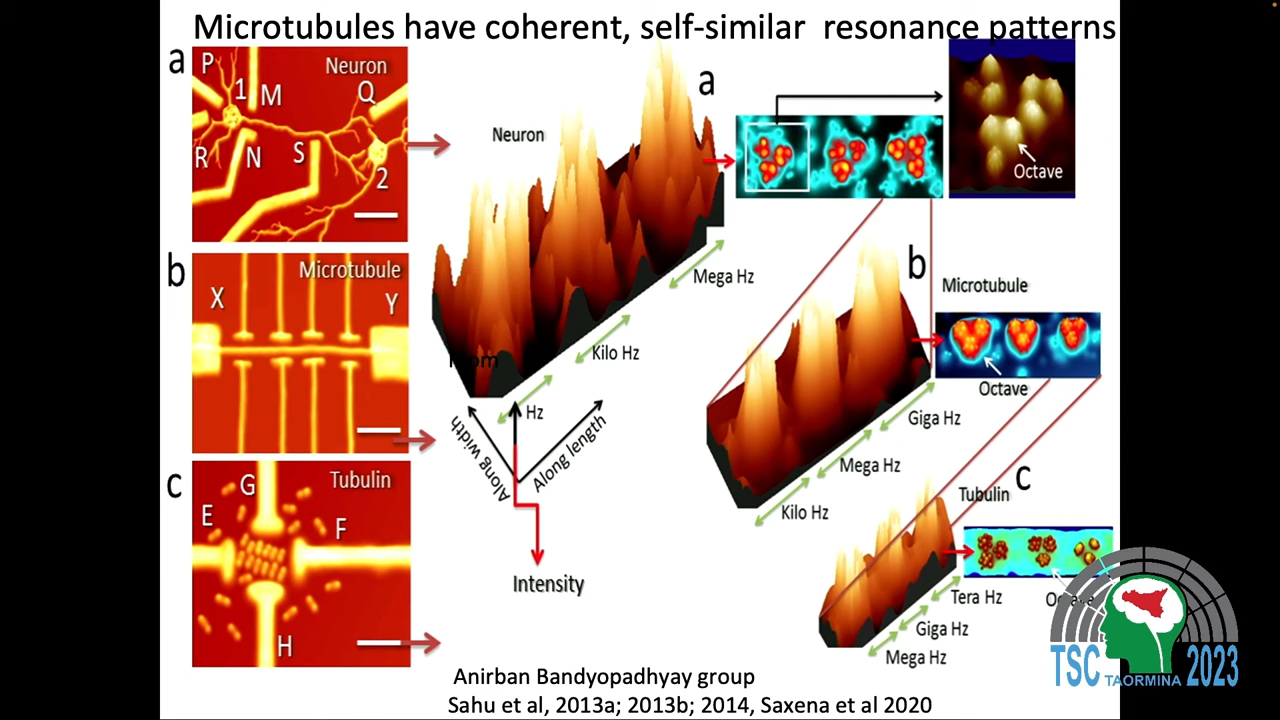 Microtubules have coherent, self-similar resonance patterns
a
P
1
M
Neuron
Q
R
N
S
2
b
Microtubule
X
Y
c
G
Tubulin
E
F
H
Neuron
a
Octave
Mega Hz
Kilo Hz
Hz
Along width
Along length
Intensity
b
Microtubule
Octave
Giga Hz
Mega Hz
Kilo Hz
c
Tubulin
Tera Hz
Giga Hz
Mega Hz
Anirban Bandyopadhyay group
Sahu et al, 2013a; 2013b; 2014, Saxena et al 2020
TSC TAORMINA 2023